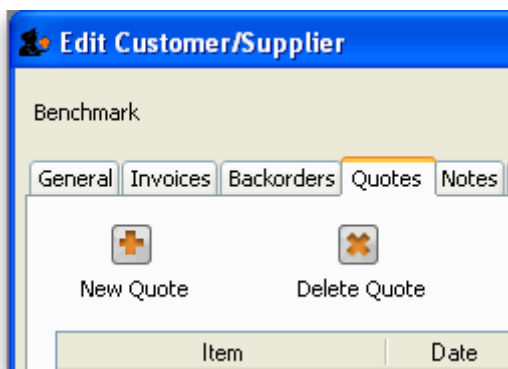 Edit Customer/Supplier
Benchmark
General Invoices Backorders Quotes Notes
New Quote Delete Quote
Item Date